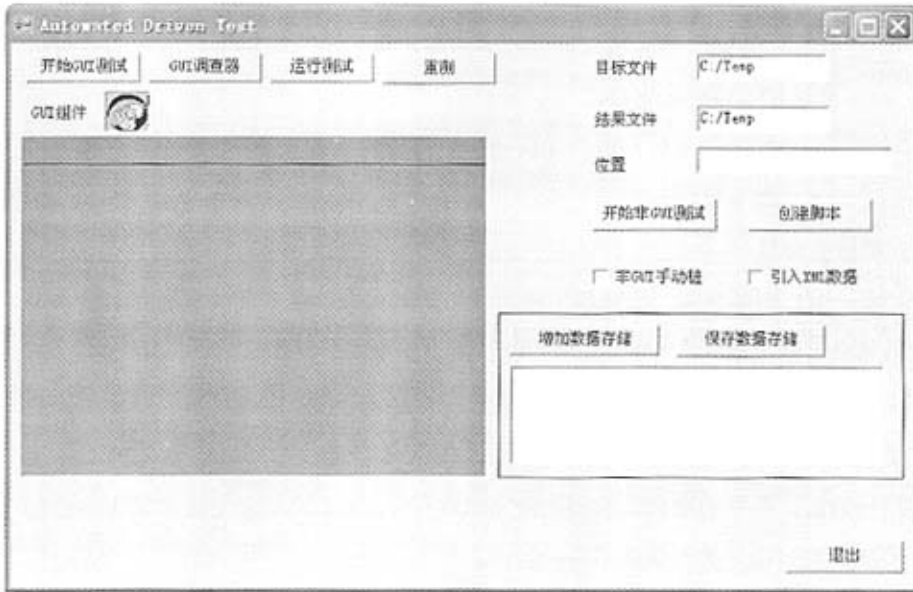 Automated Driven Test
开始GUI测试 GUI调查器 运行测试 重测
GUI组件
目标文件 C:/Temp
结果文件 C:/Temp
位置
开始非GUI测试 创建脚本
非GUI手动桩 引入XML数据
增加数据存储 保存数据存储
退出